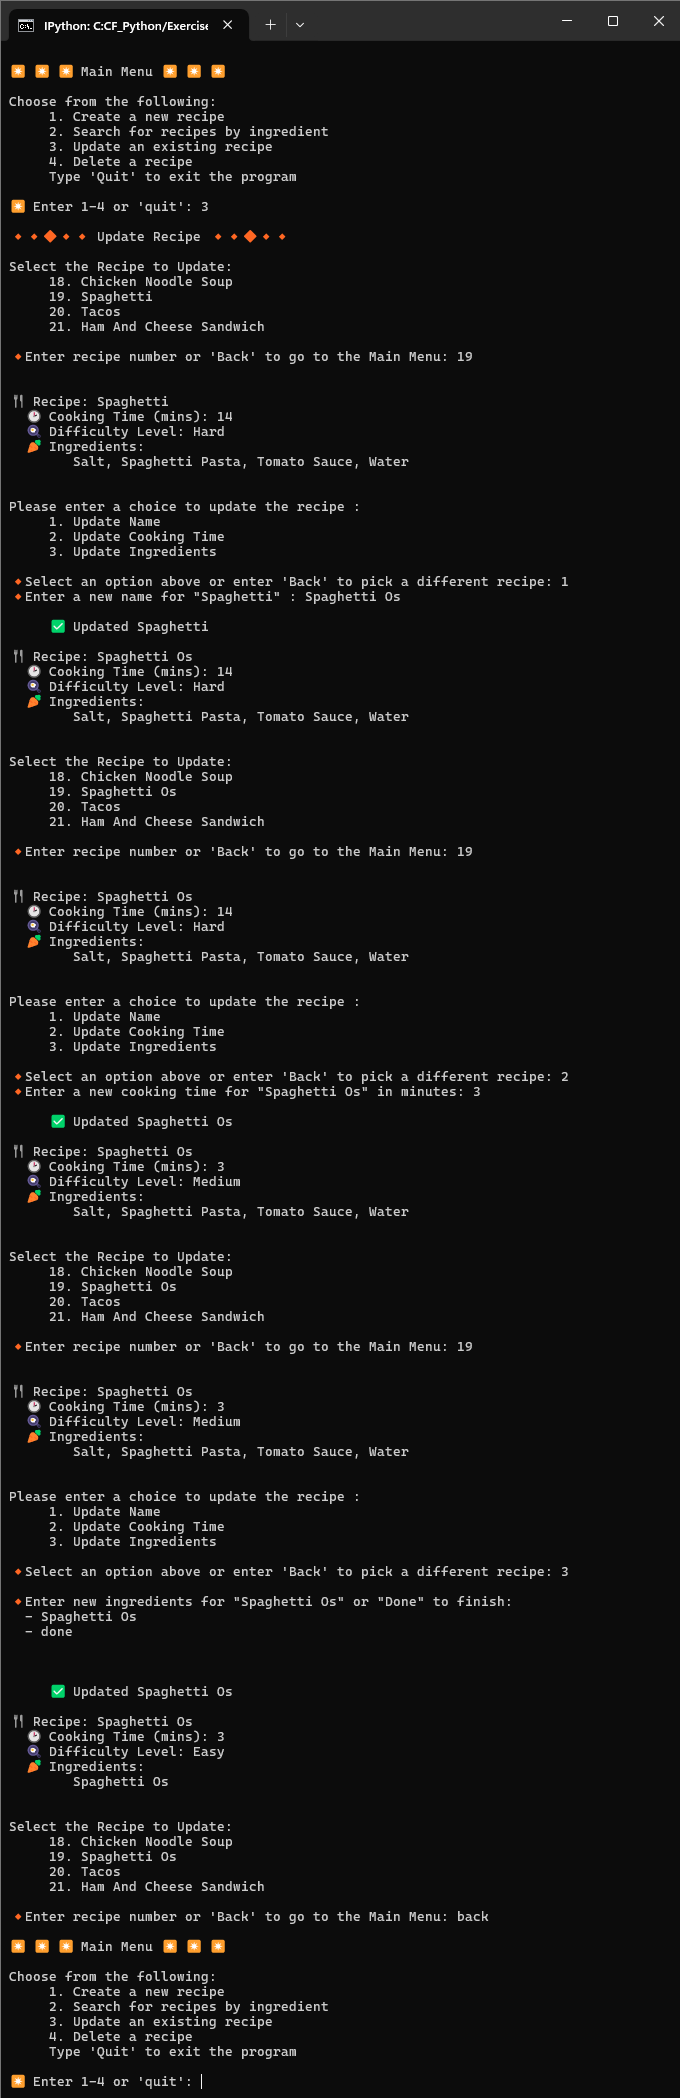 IPython: C:CF_Python/Exercise
Main Menu
Choose from the following:
1. Create a new recipe
2. Search for recipes by ingredient
3. Update an existing recipe
4. Delete a recipe
Type 'Quit' to exit the program
Enter 1-4 or 'quit': 3
Update Recipe
Select the Recipe to Update:
18. Chicken Noodle Soup
19. Spaghetti
20. Tacos
21. Ham And Cheese Sandwich
Enter recipe number or 'Back' to go to the Main Menu: 19
Recipe: Spaghetti
Cooking Time (mins): 14
Difficulty Level: Hard
Ingredients:
Salt, Spaghetti Pasta, Tomato Sauce, Water
Please enter a choice to update the recipe :
1. Update Name
2. Update Cooking Time
3. Update Ingredients
Select an option above or enter 'Back' to pick a different recipe: 1
Enter a new name for "Spaghetti" : Spaghetti Os
Updated Spaghetti
Recipe: Spaghetti Os
Cooking Time (mins): 14
Difficulty Level: Hard
Ingredients:
Salt, Spaghetti Pasta, Tomato Sauce, Water
Select the Recipe to Update:
18. Chicken Noodle Soup
19. Spaghetti Os
20. Tacos
21. Ham And Cheese Sandwich
Enter recipe number or 'Back' to go to the Main Menu: 19
Recipe: Spaghetti Os
Cooking Time (mins): 14
Difficulty Level: Hard
Ingredients:
Salt, Spaghetti Pasta, Tomato Sauce, Water
Please enter a choice to update the recipe :
1. Update Name
2. Update Cooking Time
3. Update Ingredients
Select an option above or enter 'Back' to pick a different recipe: 2
Enter a new cooking time for "Spaghetti Os" in minutes: 3
Updated Spaghetti Os
Recipe: Spaghetti Os
Cooking Time (mins): 3
Difficulty Level: Medium
Ingredients:
Salt, Spaghetti Pasta, Tomato Sauce, Water
Select the Recipe to Update:
18. Chicken Noodle Soup
19. Spaghetti Os
20. Tacos
21. Ham And Cheese Sandwich
Enter recipe number or 'Back' to go to the Main Menu: 19
Recipe: Spaghetti Os
Cooking Time (mins): 3
Difficulty Level: Medium
Ingredients:
Salt, Spaghetti Pasta, Tomato Sauce, Water
Please enter a choice to update the recipe :
1. Update Name
2. Update Cooking Time
3. Update Ingredients
Select an option above or enter 'Back' to pick a different recipe: 3
Enter new ingredients for "Spaghetti Os" or "Done" to finish:
- Spaghetti Os
- done
Updated Spaghetti Os
Recipe: Spaghetti Os
Cooking Time (mins): 3
Difficulty Level: Easy
Ingredients:
Spaghetti Os
Select the Recipe to Update:
18. Chicken Noodle Soup
19. Spaghetti Os
20. Tacos
21. Ham And Cheese Sandwich
Enter recipe number or 'Back' to go to the Main Menu: back
Main Menu
Choose from the following:
1. Create a new recipe
2. Search for recipes by ingredient
3. Update an existing recipe
4. Delete a recipe
Type 'Quit' to exit the program
Enter 1-4 or 'quit':